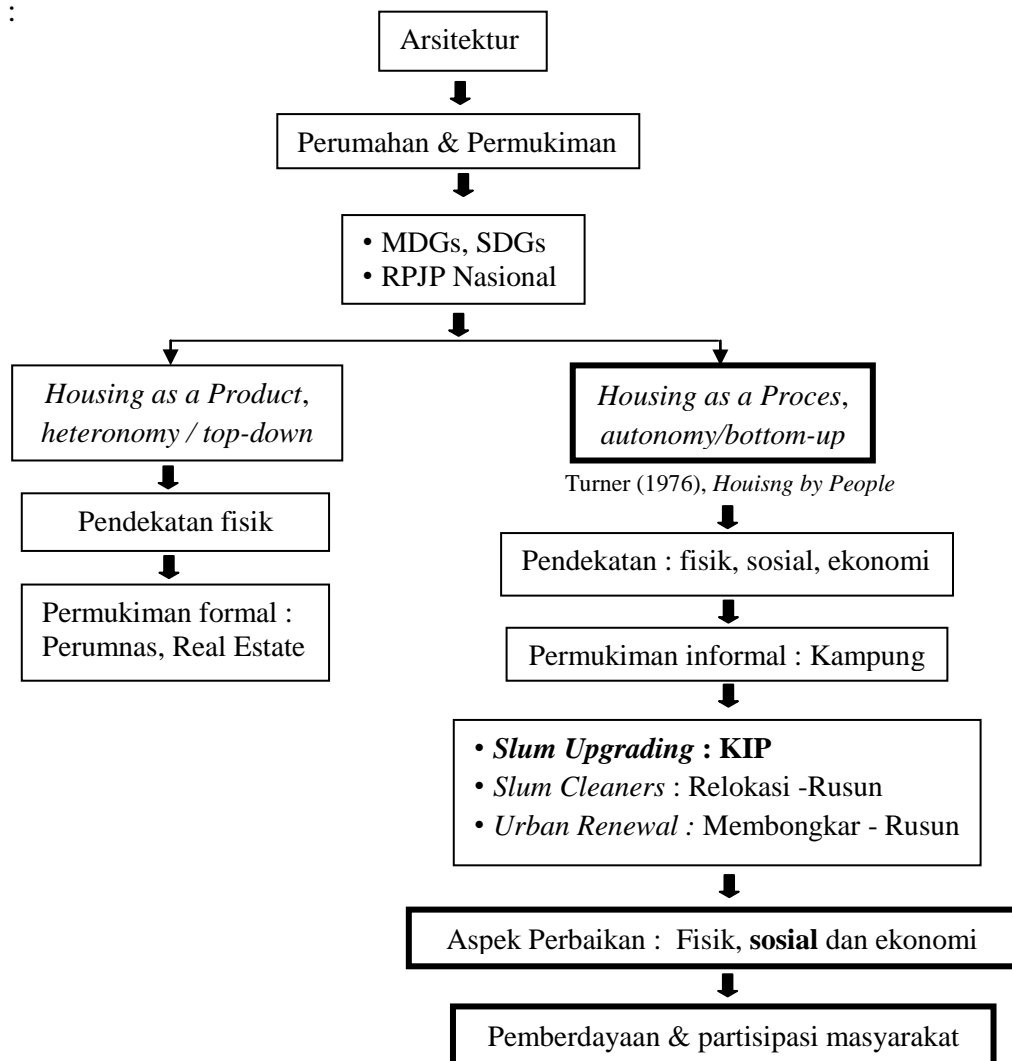 :
Arsitektur
Perumahan & Permukiman
• MDGs, SDGs
• RPJP Nasional
Housing as a Product,
heteronomy / top-down
Pendekatan fisik
Permukiman formal :
Perumnas, Real Estate
Housing as a Proces,
autonomy/bottom-up
Turner (1976), Houisng by People
Pendekatan : fisik, sosial, ekonomi
Permukiman informal : Kampung
• Slum Upgrading : KIP
• Slum Cleaners : Relokasi -Rusun
• Urban Renewal : Membongkar - Rusun
Aspek Perbaikan : Fisik, sosial dan ekonomi
Pemberdayaan & partisipasi masyarakat